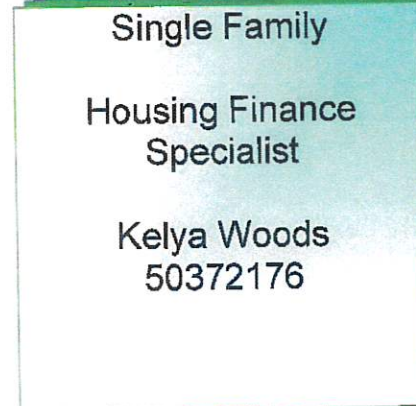 Single Family
Housing Finance
Specialist
Kelya Woods
50372176